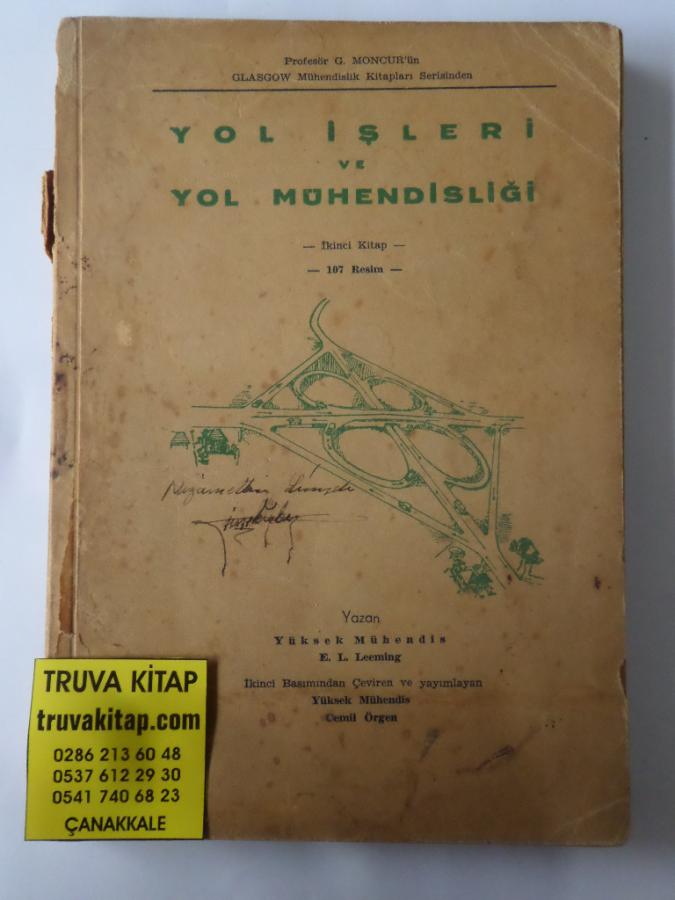 Profesör G. MONCUR'ün
GLASGOW Mühendislik Kitapları Serisinden
YOL İŞLERİ
VE
YOL MÜHENDİSLİĞİ
— İkinci Kitap —
— 107 Resim —
Nizamettin
Yazan
Yüksek Mühendis
E. L. Leeming
İkinci Basımından Çeviren ve yayımlayan
Yüksek Mühendis
Cemil Örgen
TRUVA KİTAP
truvakitap.com
0286 213 60 48
0537 612 29 30
0541 740 68 23
ÇANAKKALE